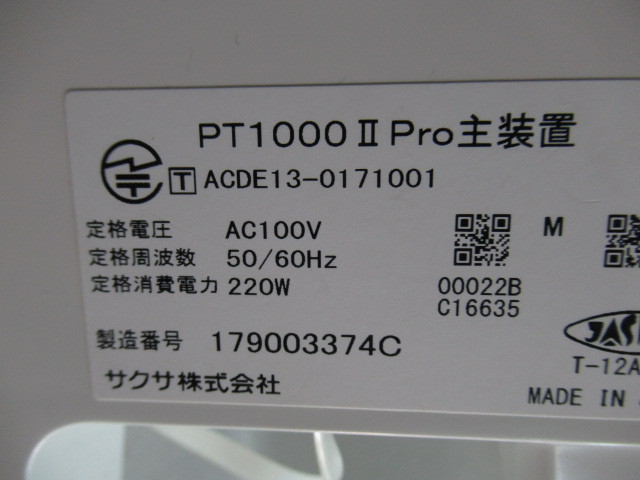 PT1000ⅡPro主装置
T ACDE13-0171001
定格電圧 AC100V
定格周波数 50/60Hz
定格消費電力 220W
M
00022B
C16635
製造番号 179003374C
サクサ株式会社
T-12A
MADE IN